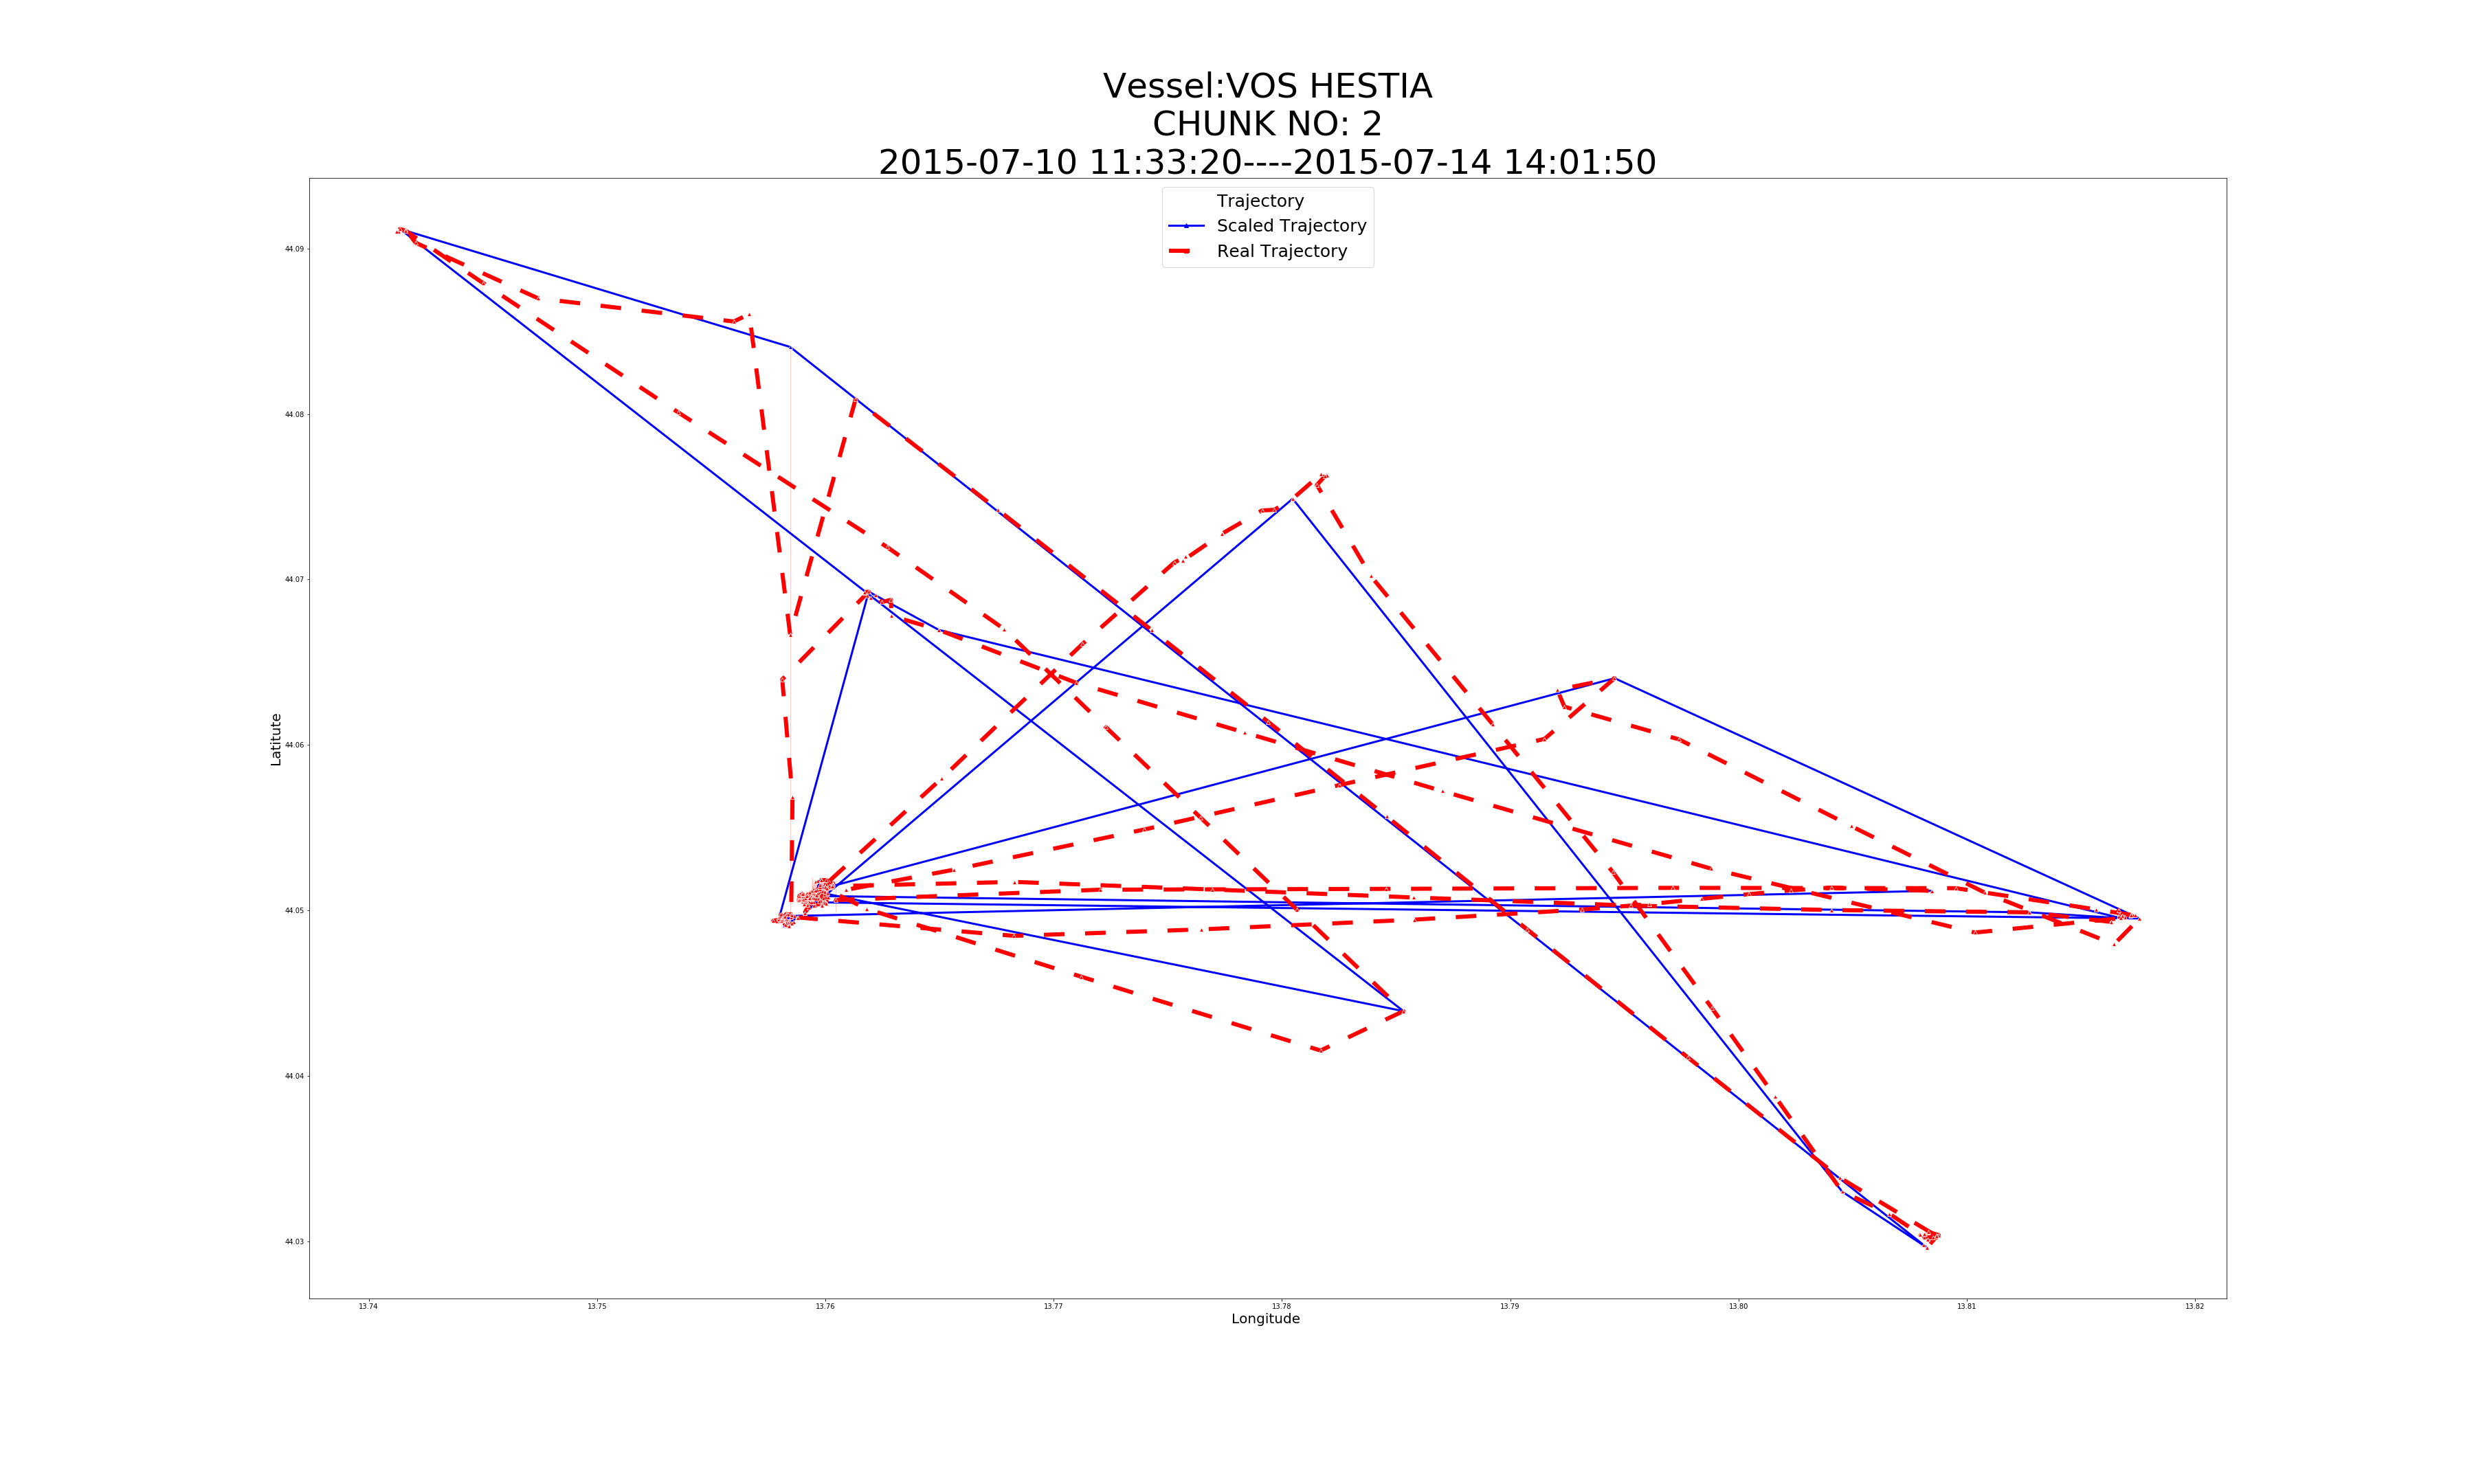 Vessel:VOS HESTIA
CHUNK NO: 2
2015-07-10 11:33:20----2015-07-14 14:01:50
Trajectory
Scaled Trajectory
Real Trajectory
44.09
44.08
44.07
44.06
44.05
44.04
44.03
Latitute
13.74 13.75 13.76 13.77 13.78 13.79 13.80 13.81 13.82
Longitude